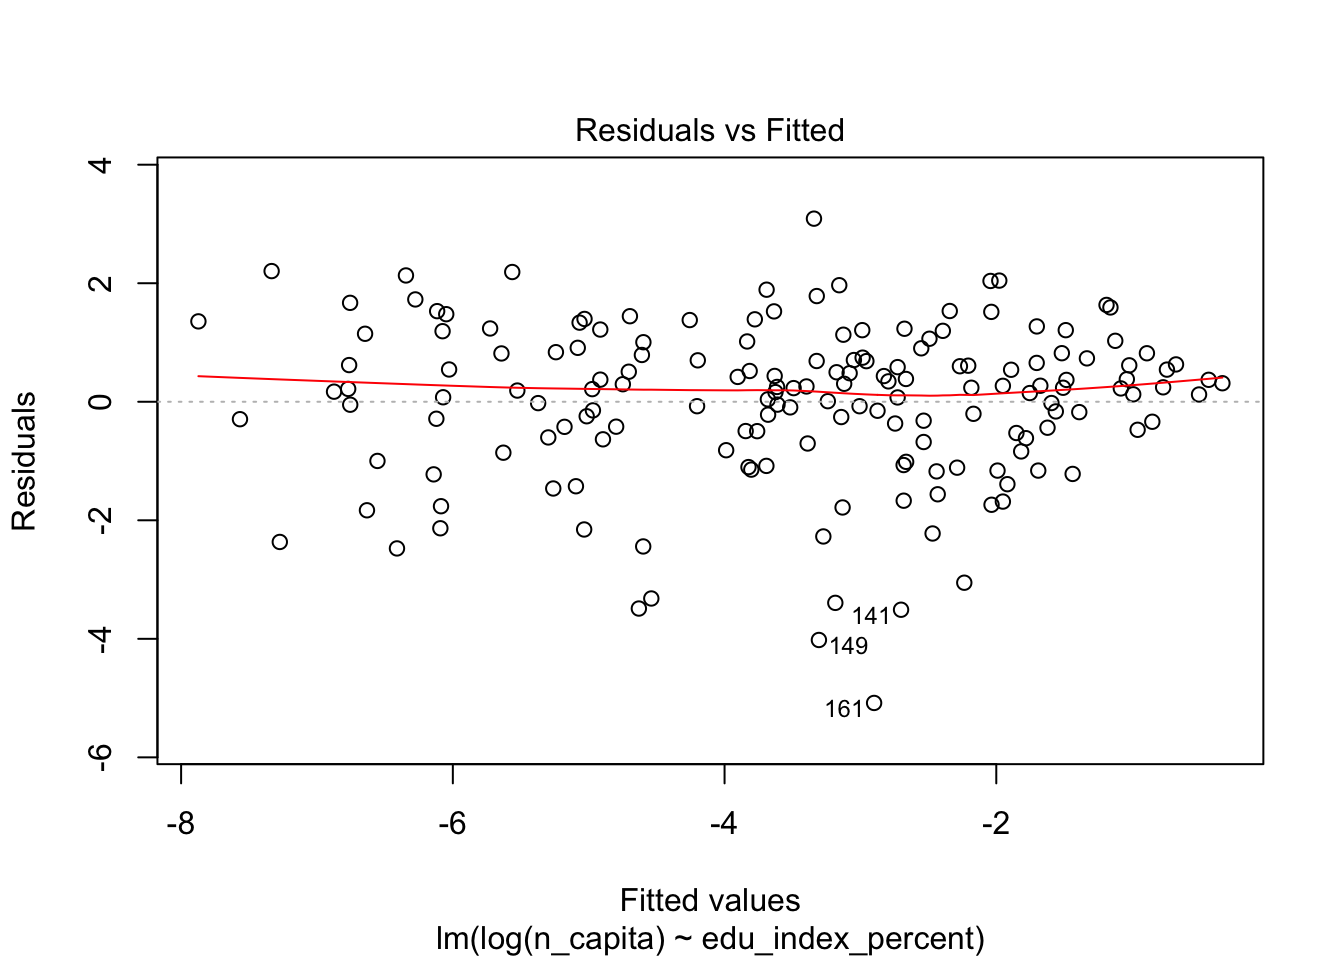 Residuals vs Fitted
Residuals
4
2
0
-2
-4
-6
141
149
161
-8 -6 -4 -2
Fitted values
lm(log(n_capita) ~ edu_index_percent)